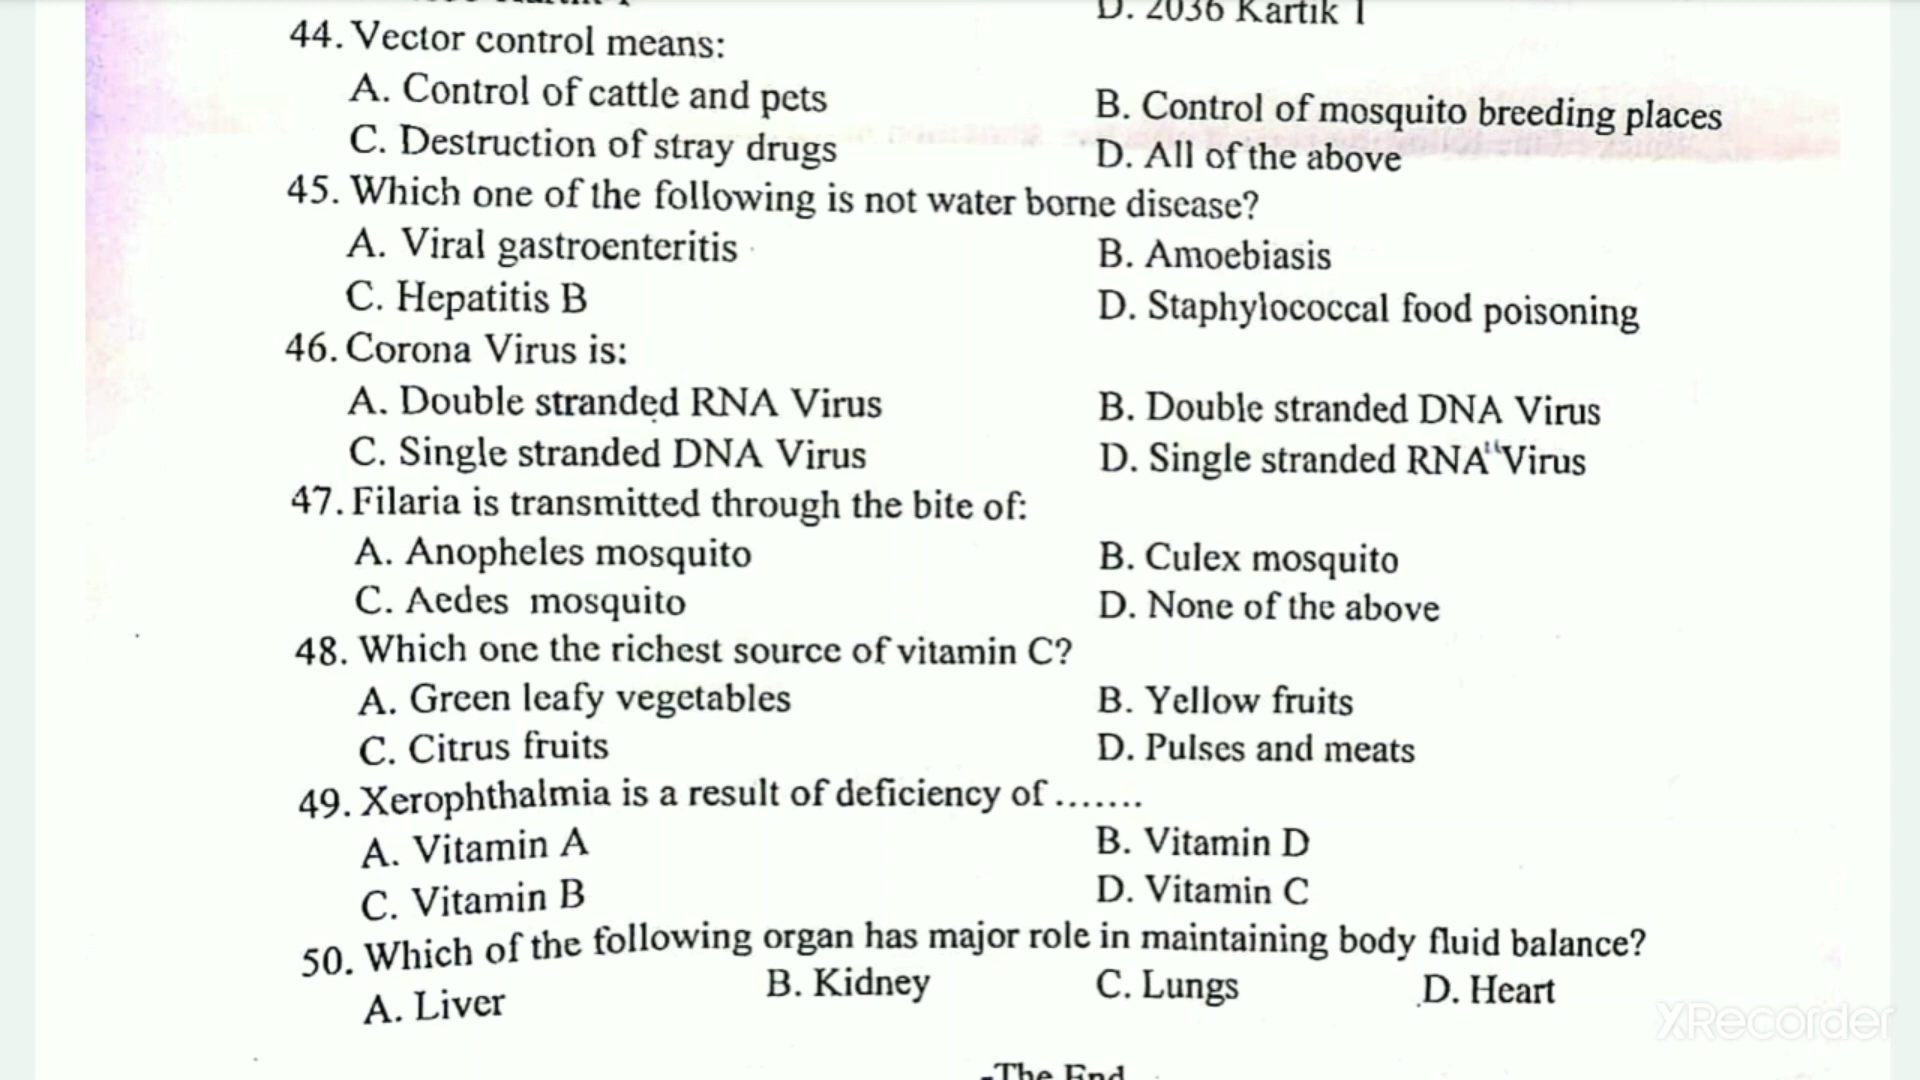 D. 2036 Kartik 1
44. Vector control means:
A. Control of cattle and pets
B. Control of mosquito breeding places
C. Destruction of stray drugs
D. All of the above
45. Which one of the following is not water borne disease?
A. Viral gastroenteritis
B. Amoebiasis
C. Hepatitis B
D. Staphylococcal food poisoning
46. Corona Virus is:
A. Double stranded RNA Virus
B. Double stranded DNA Virus
C. Single stranded DNA Virus
D. Single stranded RNA Virus
47. Filaria is transmitted through the bite of:
A. Anopheles mosquito
B. Culex mosquito
C. Aedes mosquito
D. None of the above
48. Which one the richest source of vitamin C?
A. Green leafy vegetables
B. Yellow fruits
C. Citrus fruits
D. Pulses and meats
49. Xerophthalmia is a result of deficiency of .......
A. Vitamin A
B. Vitamin D
C. Vitamin B
D. Vitamin C
50. Which of the following organ has major role in maintaining body fluid balance?
A. Liver
B. Kidney
C. Lungs
D. Heart
XRecorder
-The End